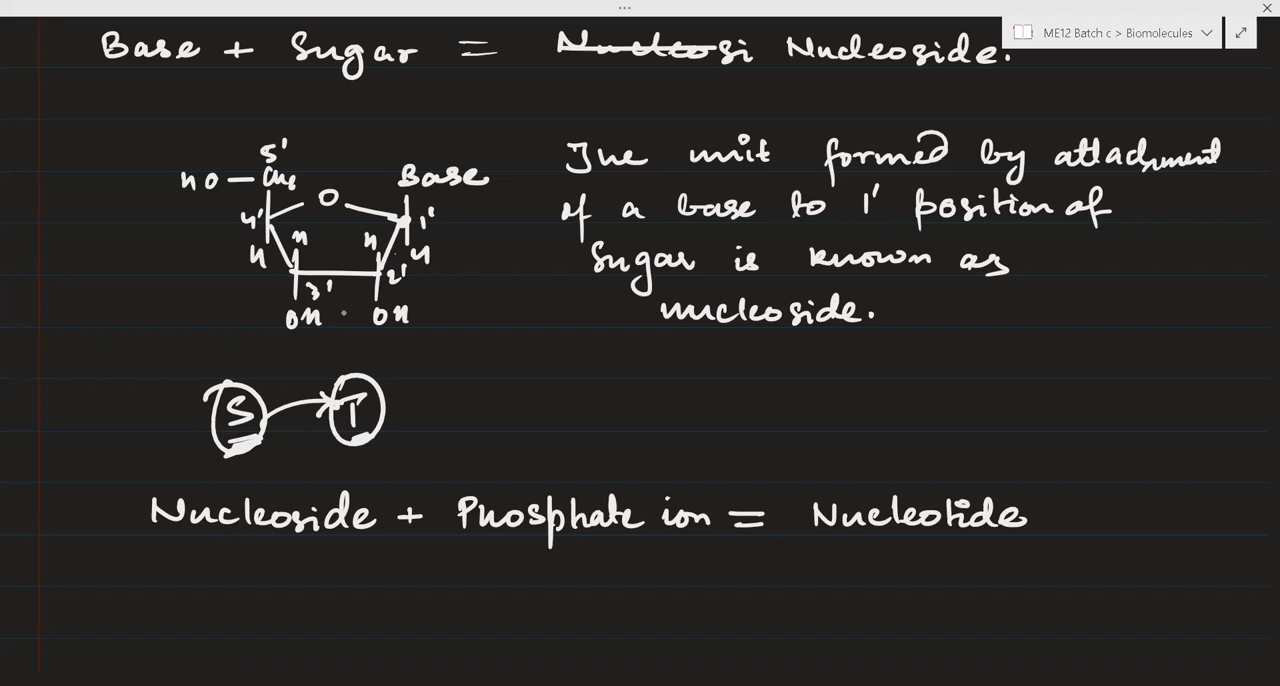 ME12 Batch c > Biomolecules
Base + Sugar = Nucleosi Nucleoside.
5'
HO — CH2 O Base
4' 1'
H H H H
3' 2'
OH OH
The unit formed by attachment
of a base to 1' position of
Sugar is known as
nucleoside.
S T
Nucleoside + Phosphate ion = Nucleotide